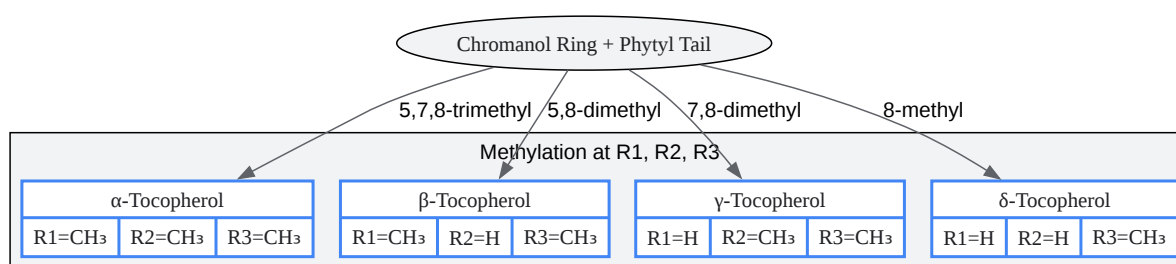 Chromanol Ring + Phytyl Tail
5,7,8-trimethyl
5,8-dimethyl
7,8-dimethyl
8-methyl
Methylation at R1, R2, R3
α-Tocopherol
R1=CH₃ R2=CH₃ R3=CH₃
β-Tocopherol
R1=CH₃ R2=H R3=CH₃
γ-Tocopherol
R1=H R2=CH₃ R3=CH₃
δ-Tocopherol
R1=H R2=H R3=CH₃